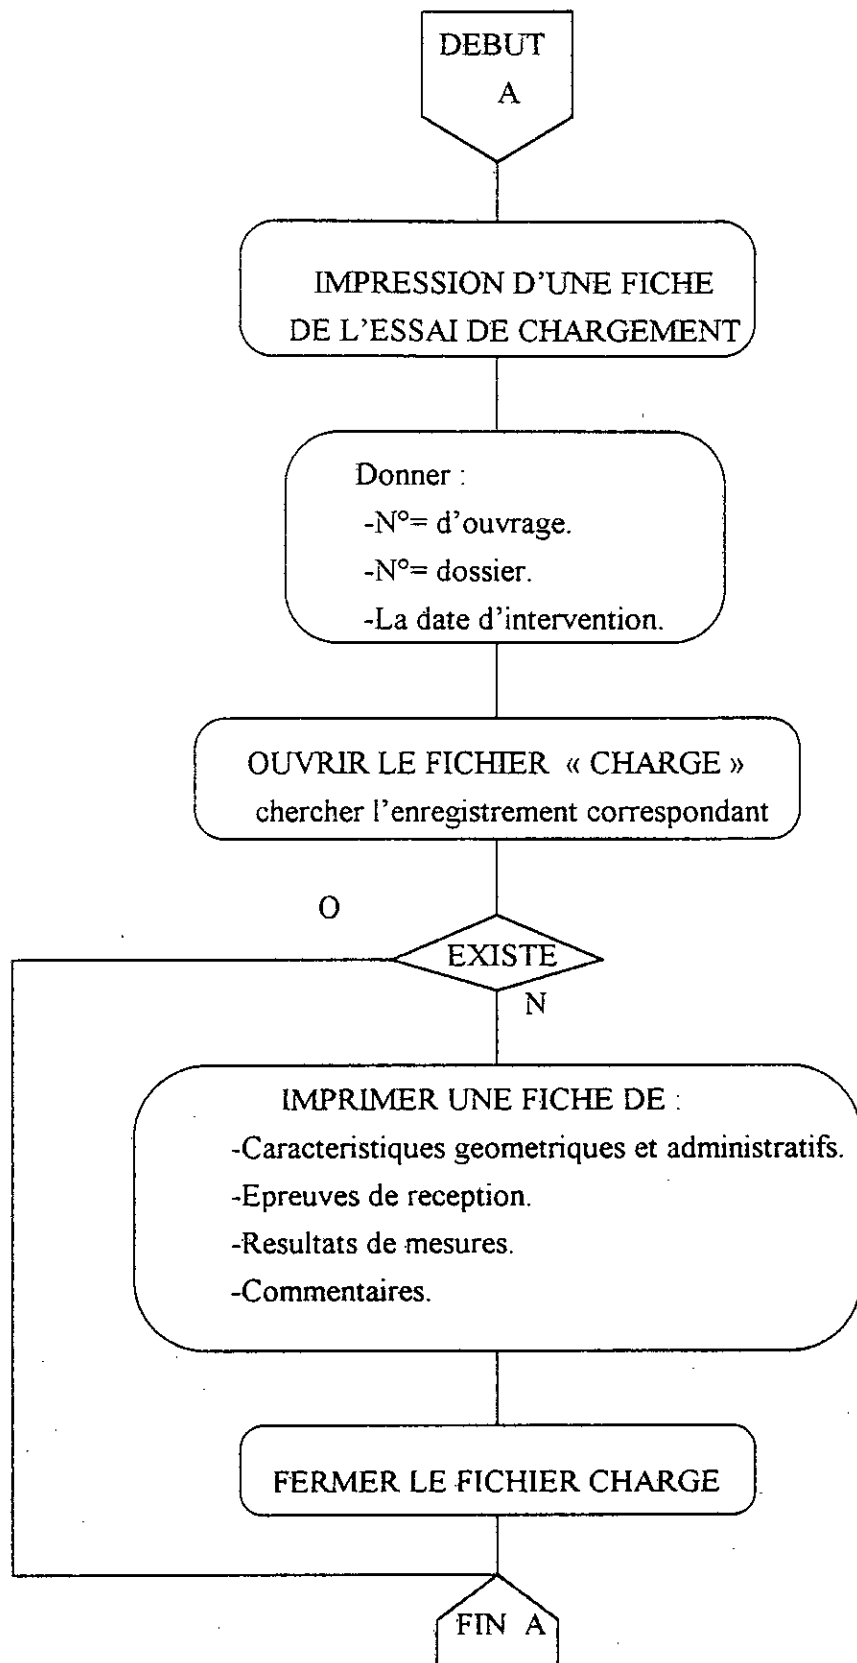 DEBUT
A
IMPRESSION D'UNE FICHE
DE L'ESSAI DE CHARGEMENT
Donner :
-N°= d'ouvrage.
-N°= dossier.
-La date d'intervention.
OUVRIR LE FICHIER « CHARGE »
chercher l'enregistrement correspondant
O
EXISTE
N
IMPRIMER UNE FICHE DE :
-Caracteristiques geometriques et administratifs.
-Epreuves de reception.
-Resultats de mesures.
-Commentaires.
FERMER LE FICHIER CHARGE
FIN A